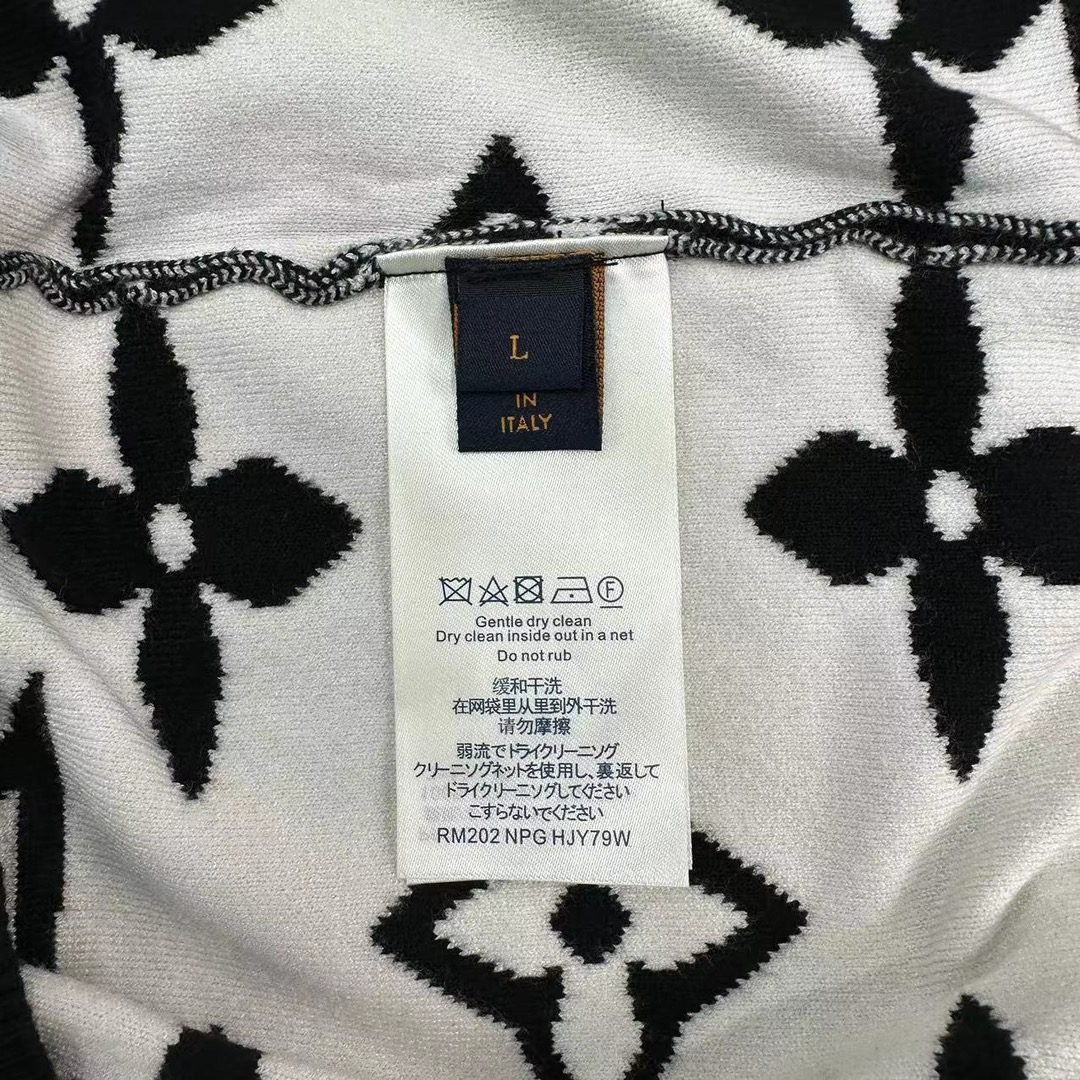 L
IN
ITALY
F
Gentle dry clean
Dry clean inside out in a net
Do not rub
缓和干洗
在网袋里从里到外干洗
请勿摩擦
弱流でドライクリーニソグ
クリーニソグネットを使用し、裏返して
ドライクリーニソグしてください
こすらないでください
RM202 NPG HJY79W